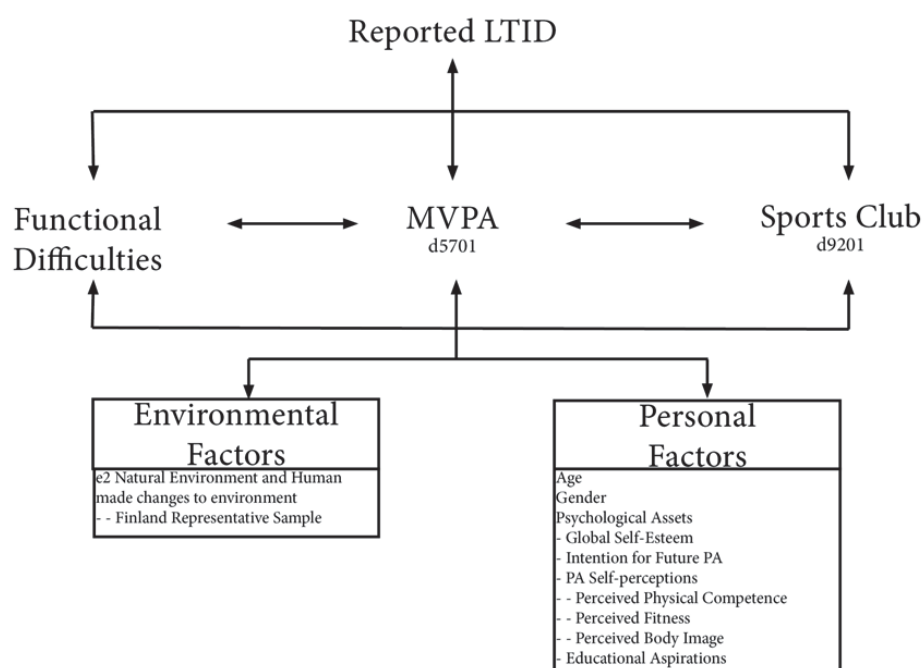 Reported LTID
Functional
Difficulties
MVPA
d5701
Sports Club
d9201
Environmental
Factors
e2 Natural Environment and Human
made changes to environment
- - Finland Representative Sample
Personal
Factors
Age
Gender
Psychological Assets
- Global Self-Esteem
- Intention for Future PA
- PA Self-perceptions
- - Perceived Physical Competence
- - Perceived Fitness
- - Perceived Body Image
- Educational Aspirations